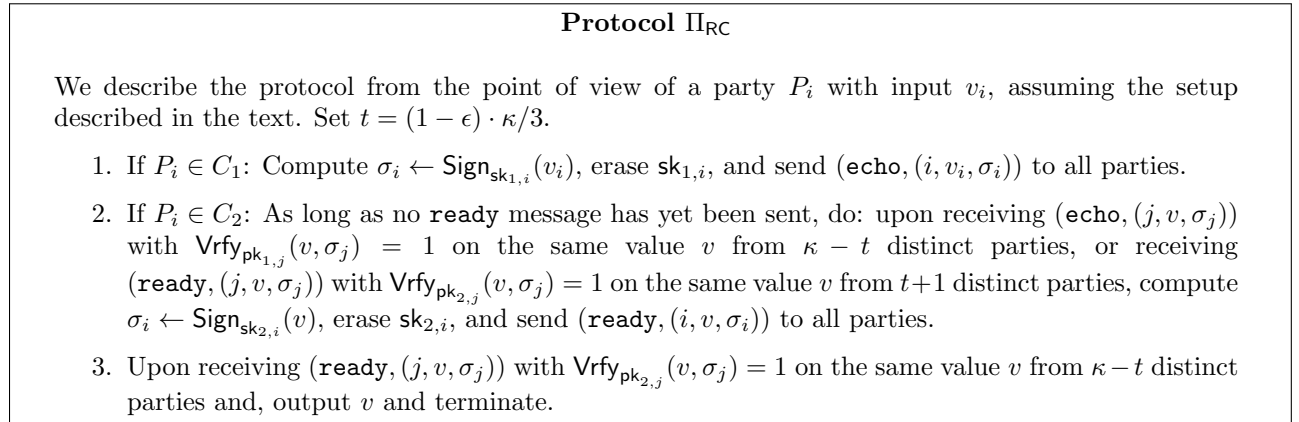 Protocol Π_RC
We describe the protocol from the point of view of a party P_i with input v_i, assuming the setup
described in the text. Set t = (1 − ϵ) · κ/3.
1. If P_i ∈ C_1: Compute σ_i ← Sign_{sk_{1,i}}(v_i), erase sk_{1,i}, and send (echo, (i, v_i, σ_i)) to all parties.
2. If P_i ∈ C_2: As long as no ready message has yet been sent, do: upon receiving (echo, (j, v, σ_j))
with Vrfy_{pk_{1,j}}(v, σ_j) = 1 on the same value v from κ − t distinct parties, or receiving
(ready, (j, v, σ_j)) with Vrfy_{pk_{2,j}}(v, σ_j) = 1 on the same value v from t+1 distinct parties, compute
σ_i ← Sign_{sk_{2,i}}(v), erase sk_{2,i}, and send (ready, (i, v, σ_i)) to all parties.
3. Upon receiving (ready, (j, v, σ_j)) with Vrfy_{pk_{2,j}}(v, σ_j) = 1 on the same value v from κ − t distinct
parties and, output v and terminate.